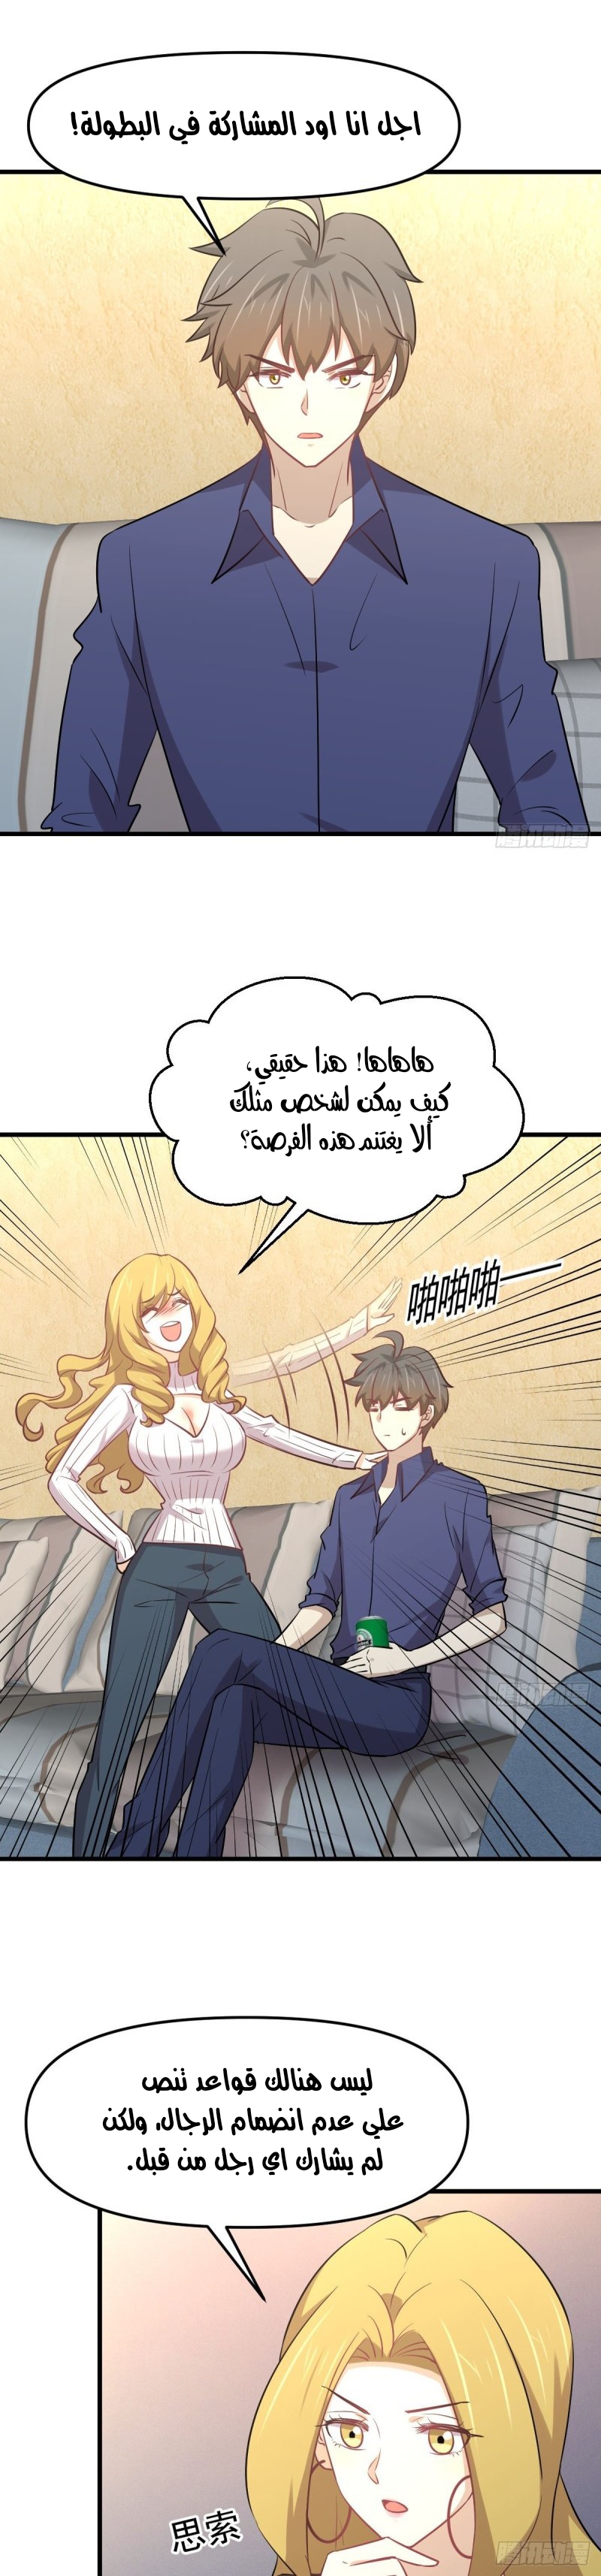 اجل انا اود المشاركة في البطولة!
هاهاها! هذا حقيقي،
كيف يمكن لشخص مثلك
ألا يغتنم هذه الفرصة؟
啪啪啪——
ليس هنالك قواعد تنص
علي عدم انضمام الرجال، ولكن
لم يشارك اي رجل من قبل.
思索